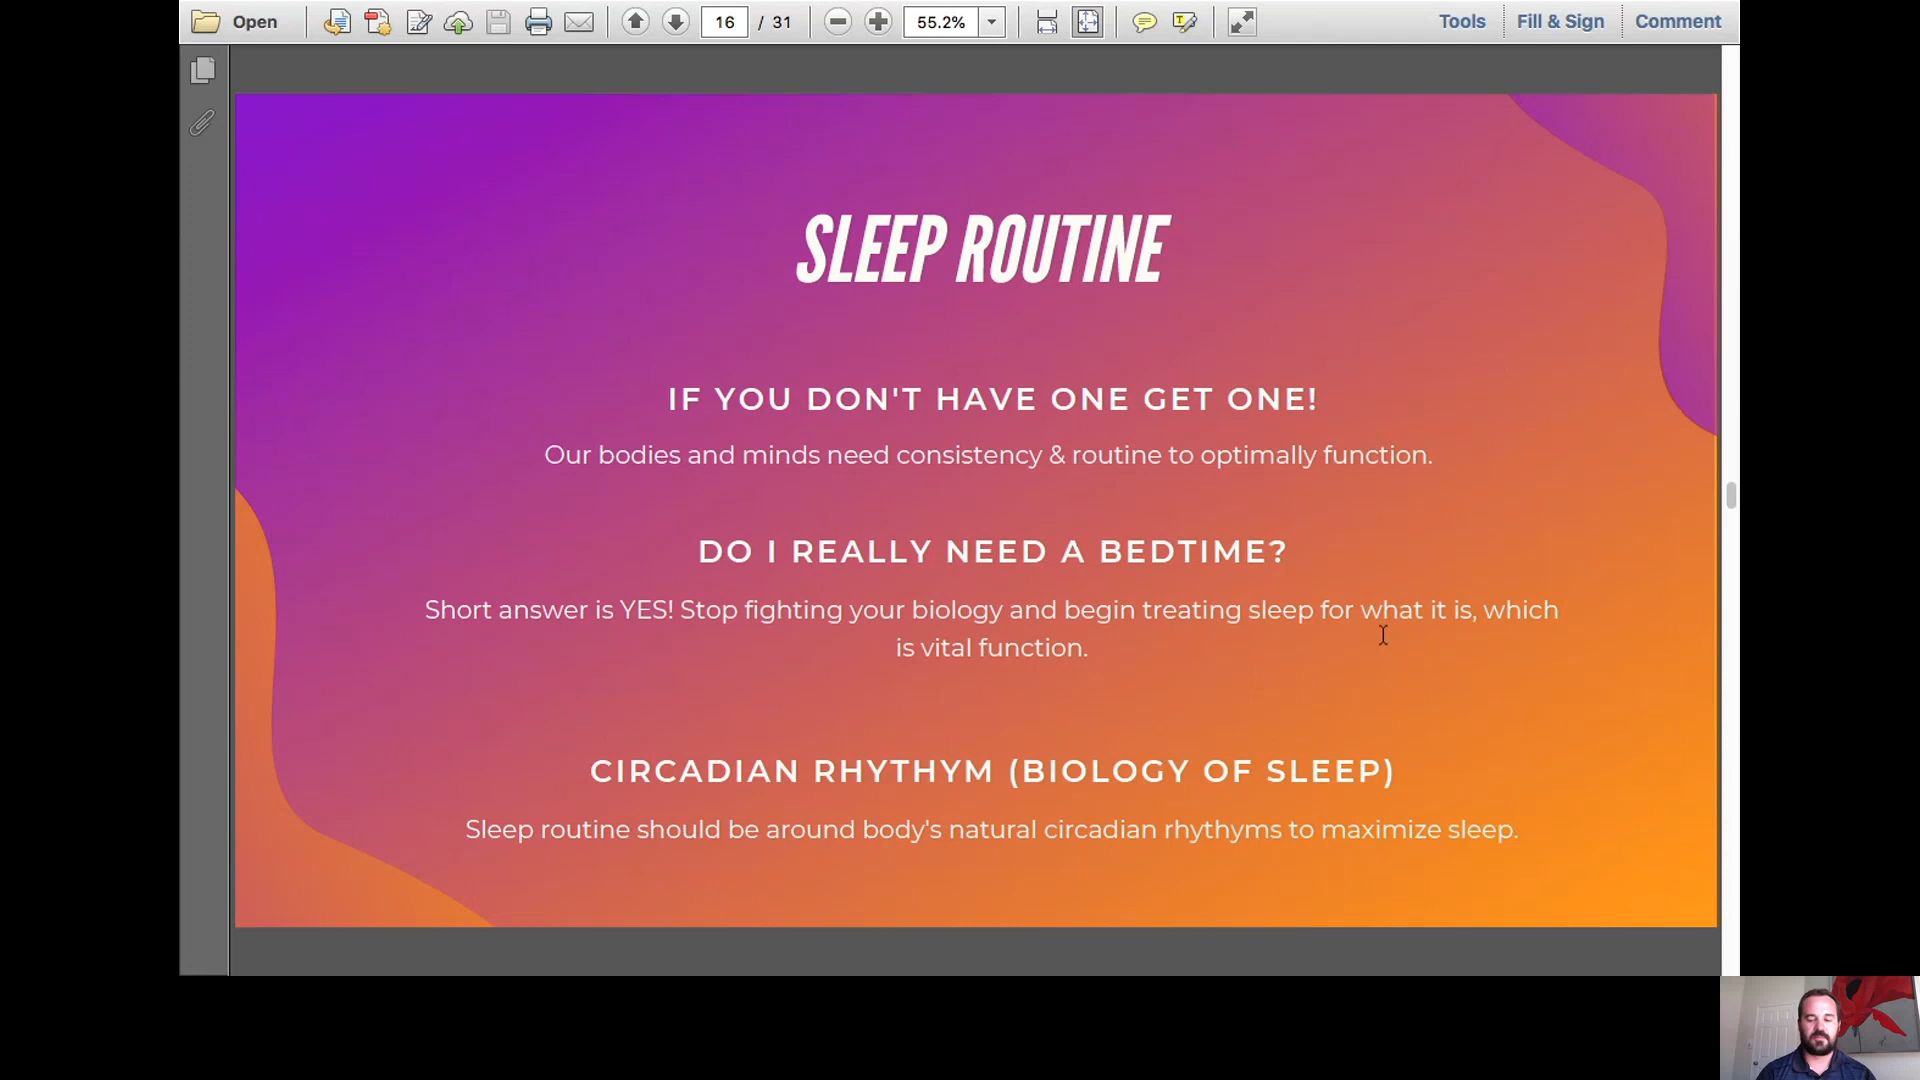 Open
16 / 31
55.2%
Tools
Fill & Sign
Comment
SLEEP ROUTINE
IF YOU DON'T HAVE ONE GET ONE!
Our bodies and minds need consistency & routine to optimally function.
DO I REALLY NEED A BEDTIME?
Short answer is YES! Stop fighting your biology and begin treating sleep for what it is, which
is vital function.
CIRCADIAN RHYTHYM (BIOLOGY OF SLEEP)
Sleep routine should be around body's natural circadian rhythyms to maximize sleep.